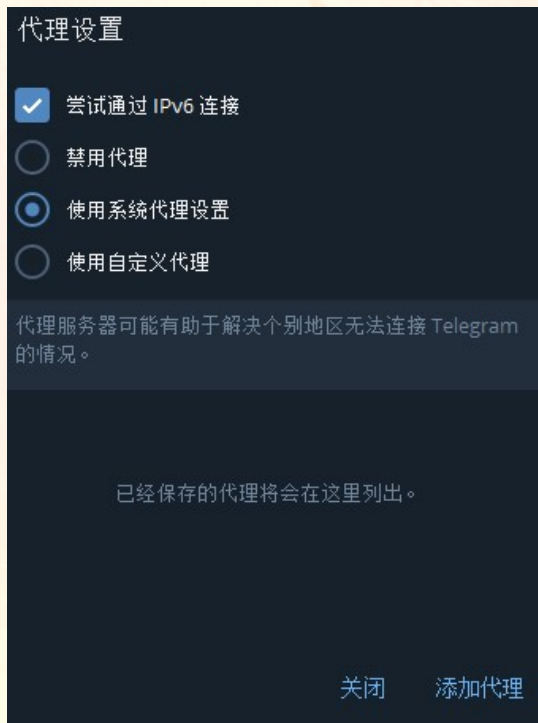 代理设置
尝试通过 IPv6 连接
禁用代理
使用系统代理设置
使用自定义代理
代理服务器可能有助于解决个别地区无法连接 Telegram
的情况。
已经保存的代理将会在这里列出。
关闭 添加代理